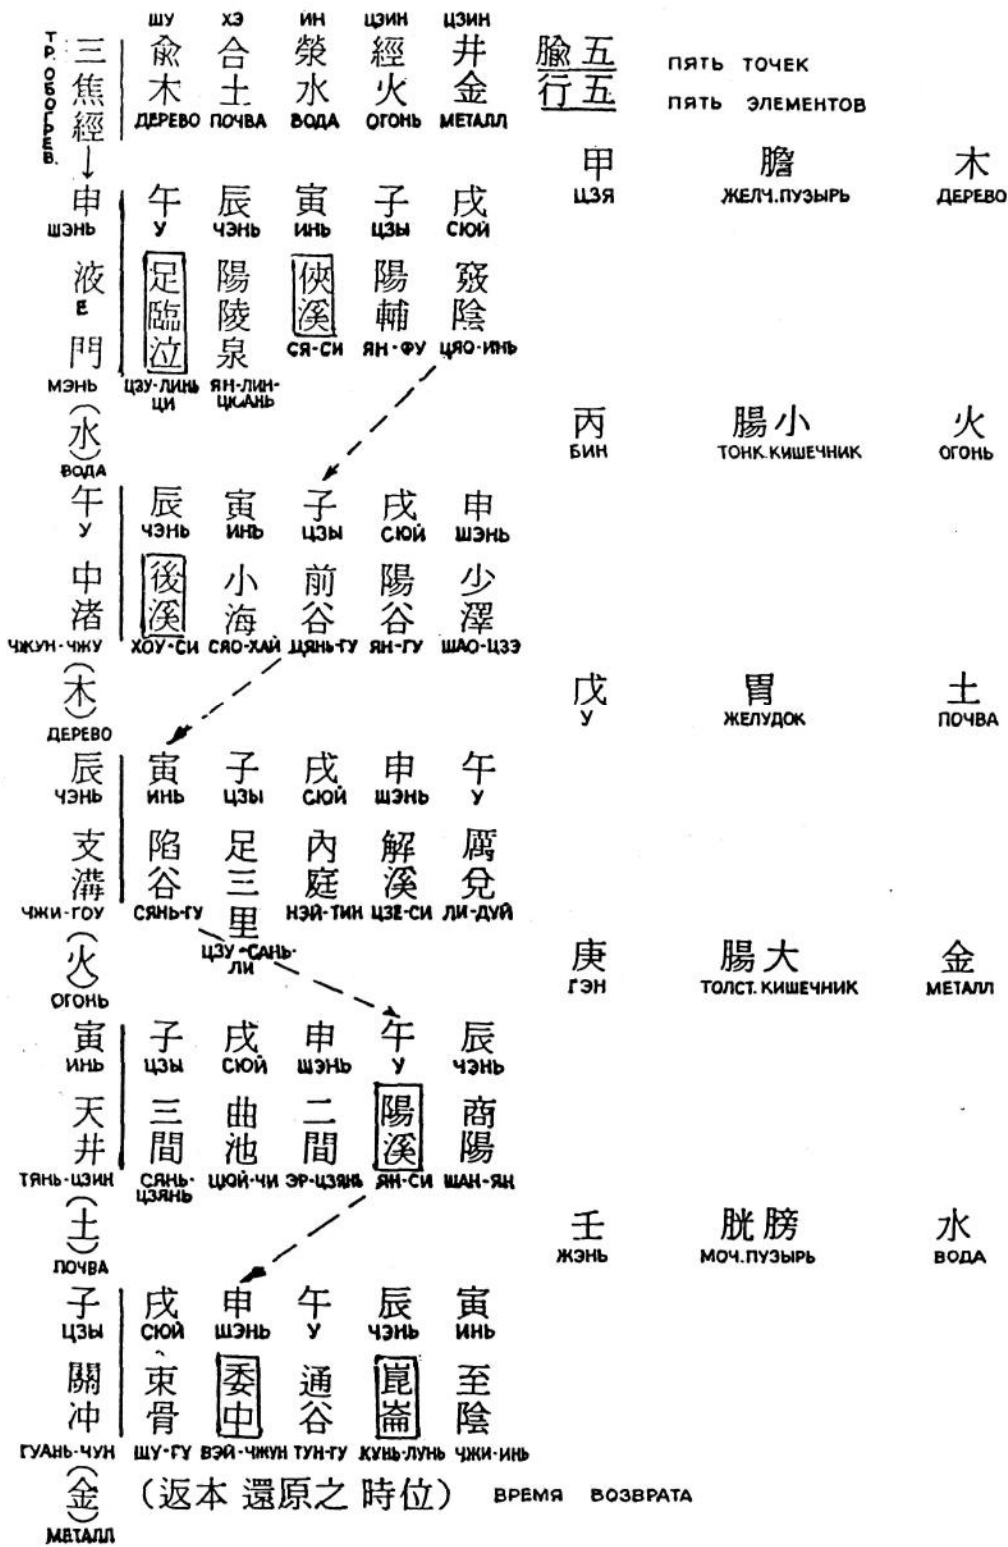 ШУ ХЭ ИН ЦЗИН ЦЗИН
ТР. ОБОГРЕВ.
三焦經
兪 合 滎 經 井 腧五 ПЯТЬ ТОЧЕК
木 土 水 火 金 行五 ПЯТЬ ЭЛЕМЕНТОВ
ДЕРЕВО ПОЧВА ВОДА ОГОНЬ МЕТАЛЛ
甲 膽 木
ЦЗЯ ЖЕЛЧ.ПУЗЫРЬ ДЕРЕВО
申 午 辰 寅 子 戌
ШЭНЬ У ЧЭНЬ ИНЬ ЦЗЫ СЮЙ
液門 足臨泣 陽陵泉 俠溪 陽輔 竅陰
Е
МЭНЬ ЦЗУ-ЛИНЬ ЦИ ЯН-ЛИН-ЦЮАНЬ СЯ-СИ ЯН-ФУ ЦЯО-ИНЬ
(水)
ВОДА
丙 腸小 火
БИН ТОНК.КИШЕЧНИК ОГОНЬ
午 辰 寅 子 戌 申
У ЧЭНЬ ИНЬ ЦЗЫ СЮЙ ШЭНЬ
中渚 後溪 小海 前谷 陽谷 少澤
ЧЖУН-ЧЖУ ХОУ-СИ СЯО-ХАЙ ЦЯНЬ-ГУ ЯН-ГУ ШАО-ЦЗЭ
(木)
ДЕРЕВО
戊 胃 土
У ЖЕЛУДОК ПОЧВА
辰 寅 子 戌 申 午
ЧЭНЬ ИНЬ ЦЗЫ СЮЙ ШЭНЬ У
支溝 陷谷 足三里 內庭 解溪 厲兌
ЧЖИ-ГОУ СЯНЬ-ГУ ЦЗУ-САНЬ-ЛИ НЭЙ-ТИН ЦЗЕ-СИ ЛИ-ДУЙ
(火)
ОГОНЬ
庚 腸大 金
ГЭН ТОЛСТ.КИШЕЧНИК МЕТАЛЛ
寅 子 戌 申 午 辰
ИНЬ ЦЗЫ СЮЙ ШЭНЬ У ЧЭНЬ
天井 三間 曲池 二間 陽溪 商陽
ТЯНЬ-ЦЗИН САНЬ-ЦЗЯНЬ ЦЮЙ-ЧИ ЭР-ЦЗЯНЬ ЯН-СИ ШАН-ЯН
(土)
ПОЧВА
壬 胱膀 水
ЖЭНЬ МОЧ.ПУЗЫРЬ ВОДА
子 戌 申 午 辰 寅
ЦЗЫ СЮЙ ШЭНЬ У ЧЭНЬ ИНЬ
關冲 束骨 委中 通谷 崑崙 至陰
ГУАНЬ-ЧУН ШУ-ГУ ВЭЙ-ЧЖУН ТУН-ГУ КУНЬ-ЛУНЬ ЧЖИ-ИНЬ
(金) (返本還原之時位) ВРЕМЯ ВОЗВРАТА
МЕТАЛЛ